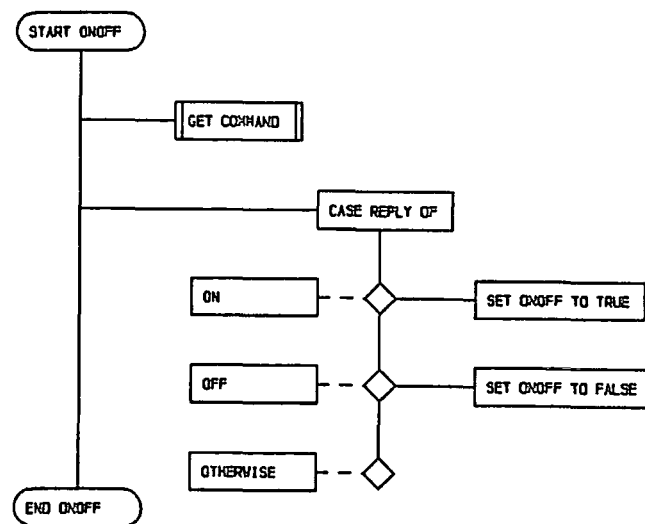 START ONOFF
GET COMMAND
CASE REPLY OF
ON
SET ONOFF TO TRUE
OFF
SET ONOFF TO FALSE
OTHERWISE
END ONOFF